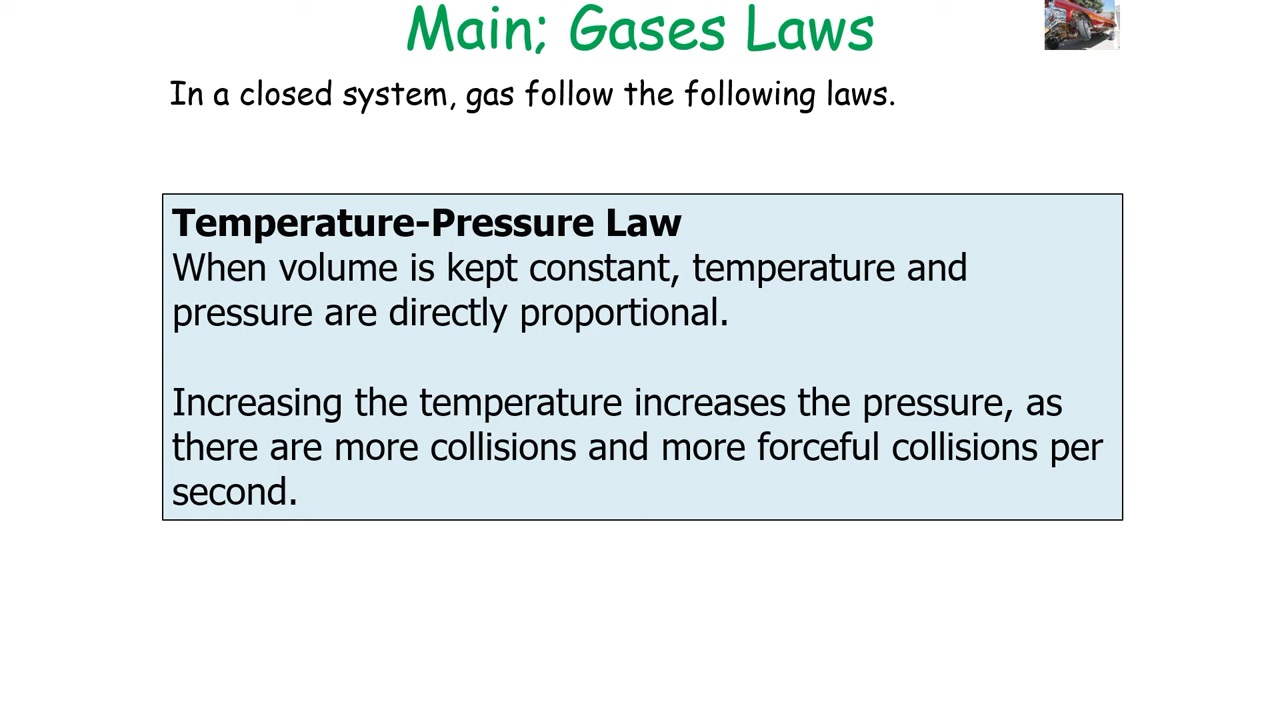 Main; Gases Laws
In a closed system, gas follow the following laws.
Temperature-Pressure Law
When volume is kept constant, temperature and
pressure are directly proportional.
Increasing the temperature increases the pressure, as
there are more collisions and more forceful collisions per
second.